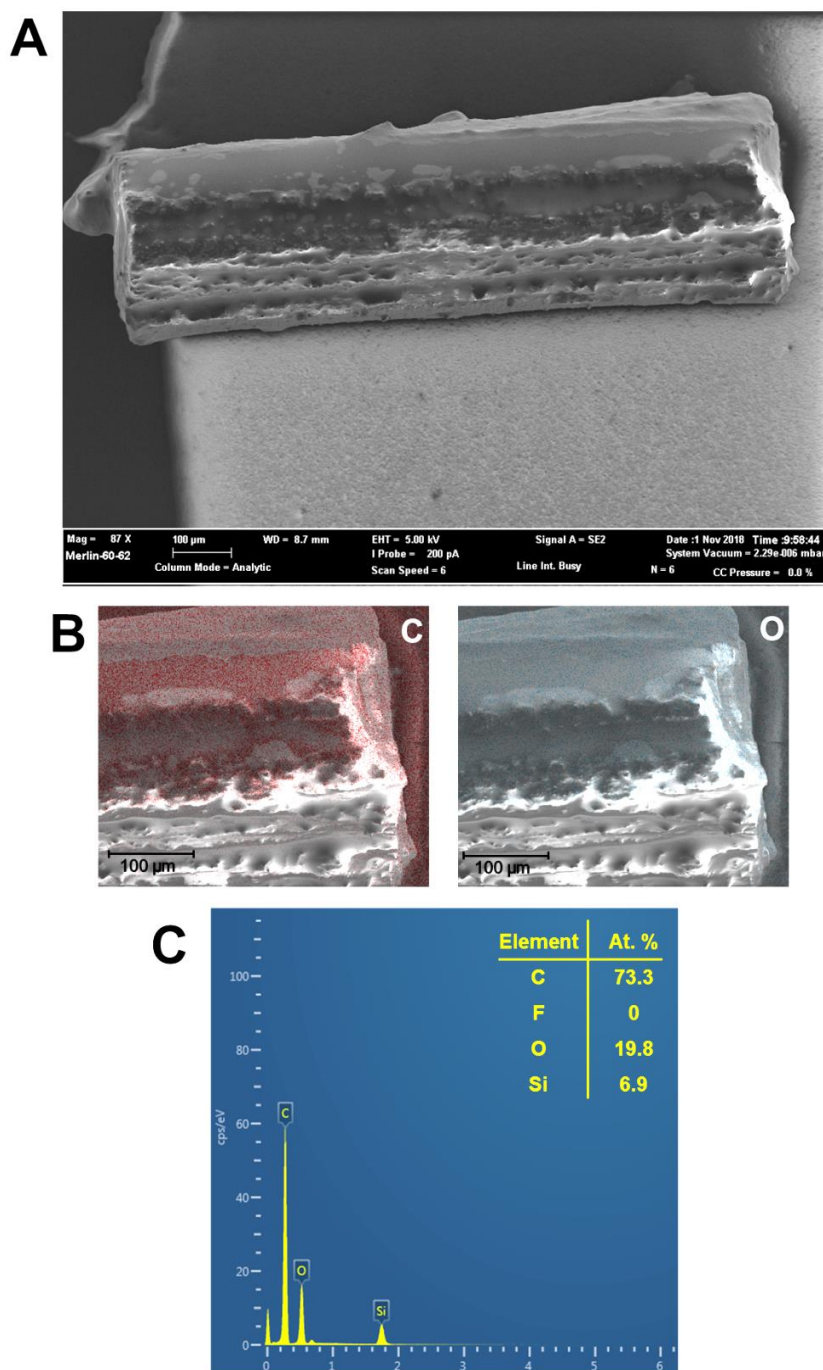 A
Mag = 87 X 100 µm WD = 8.7 mm EHT = 5.00 kV Signal A = SE2 Date :1 Nov 2018 Time :9:58:44
Merlin-60-62 I Probe = 200 pA System Vacuum = 2.29e-006 mbar
Column Mode = Analytic Scan Speed = 6 Line Int. Busy N = 6 CC Pressure = 0.0 %
B
C
100 µm
O
100 µm
C
Element At. %
C 73.3
F 0
O 19.8
Si 6.9
cps/eV
100
80
60
40
20
0
C
O
Si
0 1 2 3 4 5 6